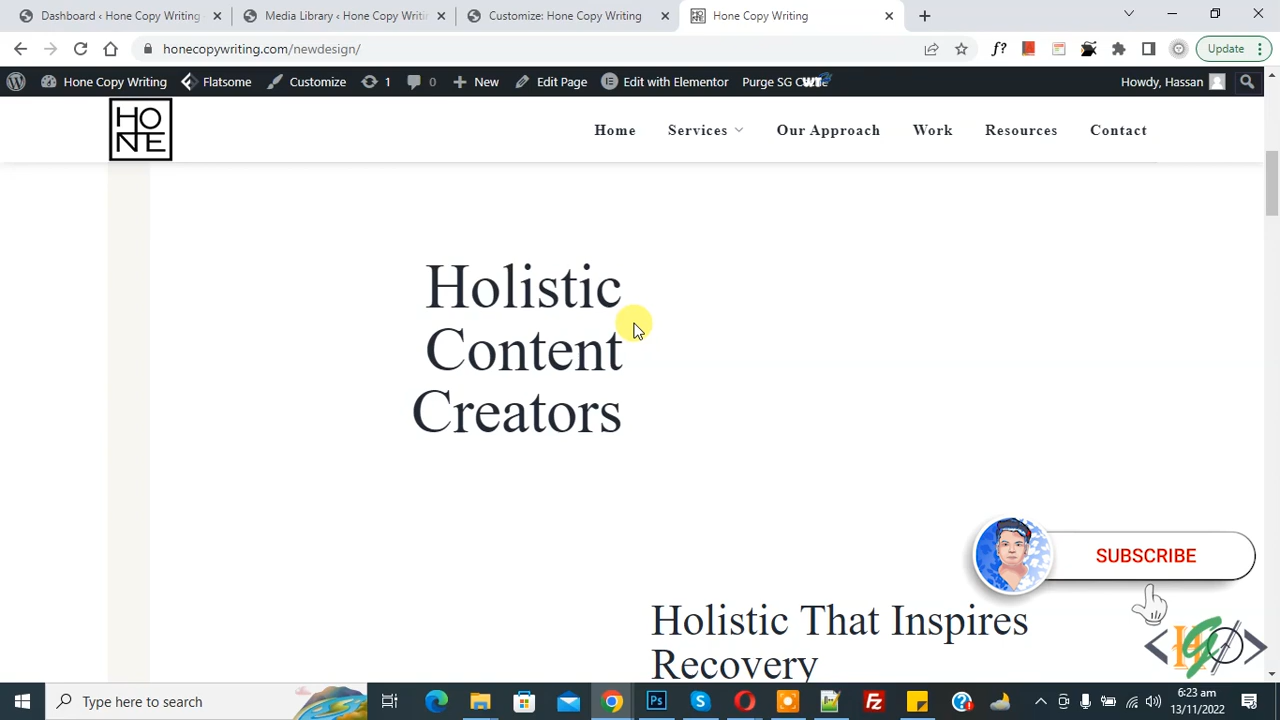 Dashboard ‹ Hone Copy Writing -
Media Library ‹ Hone Copy Writin
Customize: Hone Copy Writing
Hone Copy Writing
honecopywriting.com/newdesign/
f?
Update
Hone Copy Writing
Flatsome
Customize
1
0
New
Edit Page
Edit with Elementor
Purge SG
Howdy, Hassan
HO
NE
Home
Services
Our Approach
Work
Resources
Contact
Holistic
Content
Creators
SUBSCRIBE
Holistic That Inspires
Recovery
Type here to search
Ps
6:23 am
13/11/2022